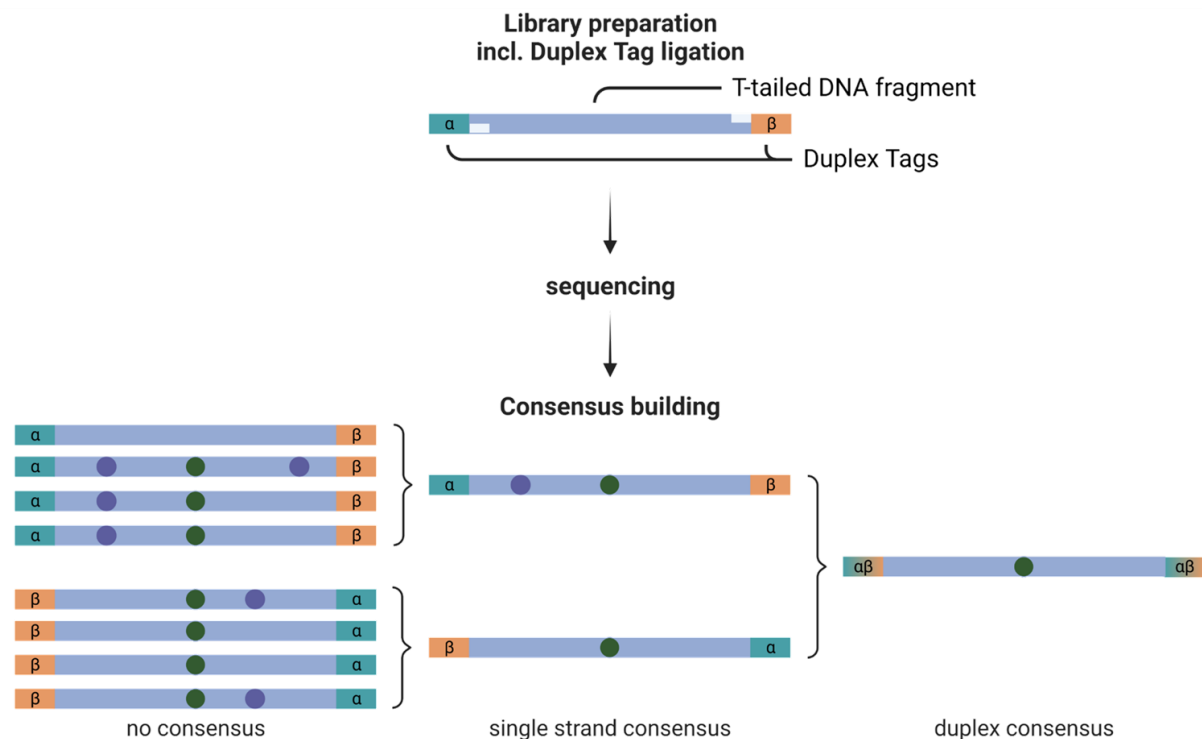 Library preparation
incl. Duplex Tag ligation
T-tailed DNA fragment
α β
Duplex Tags
sequencing
Consensus building
α β
α β
α β
α β
α β
αβ αβ
β α
β α
β α
β α
β α
no consensus single strand consensus duplex consensus